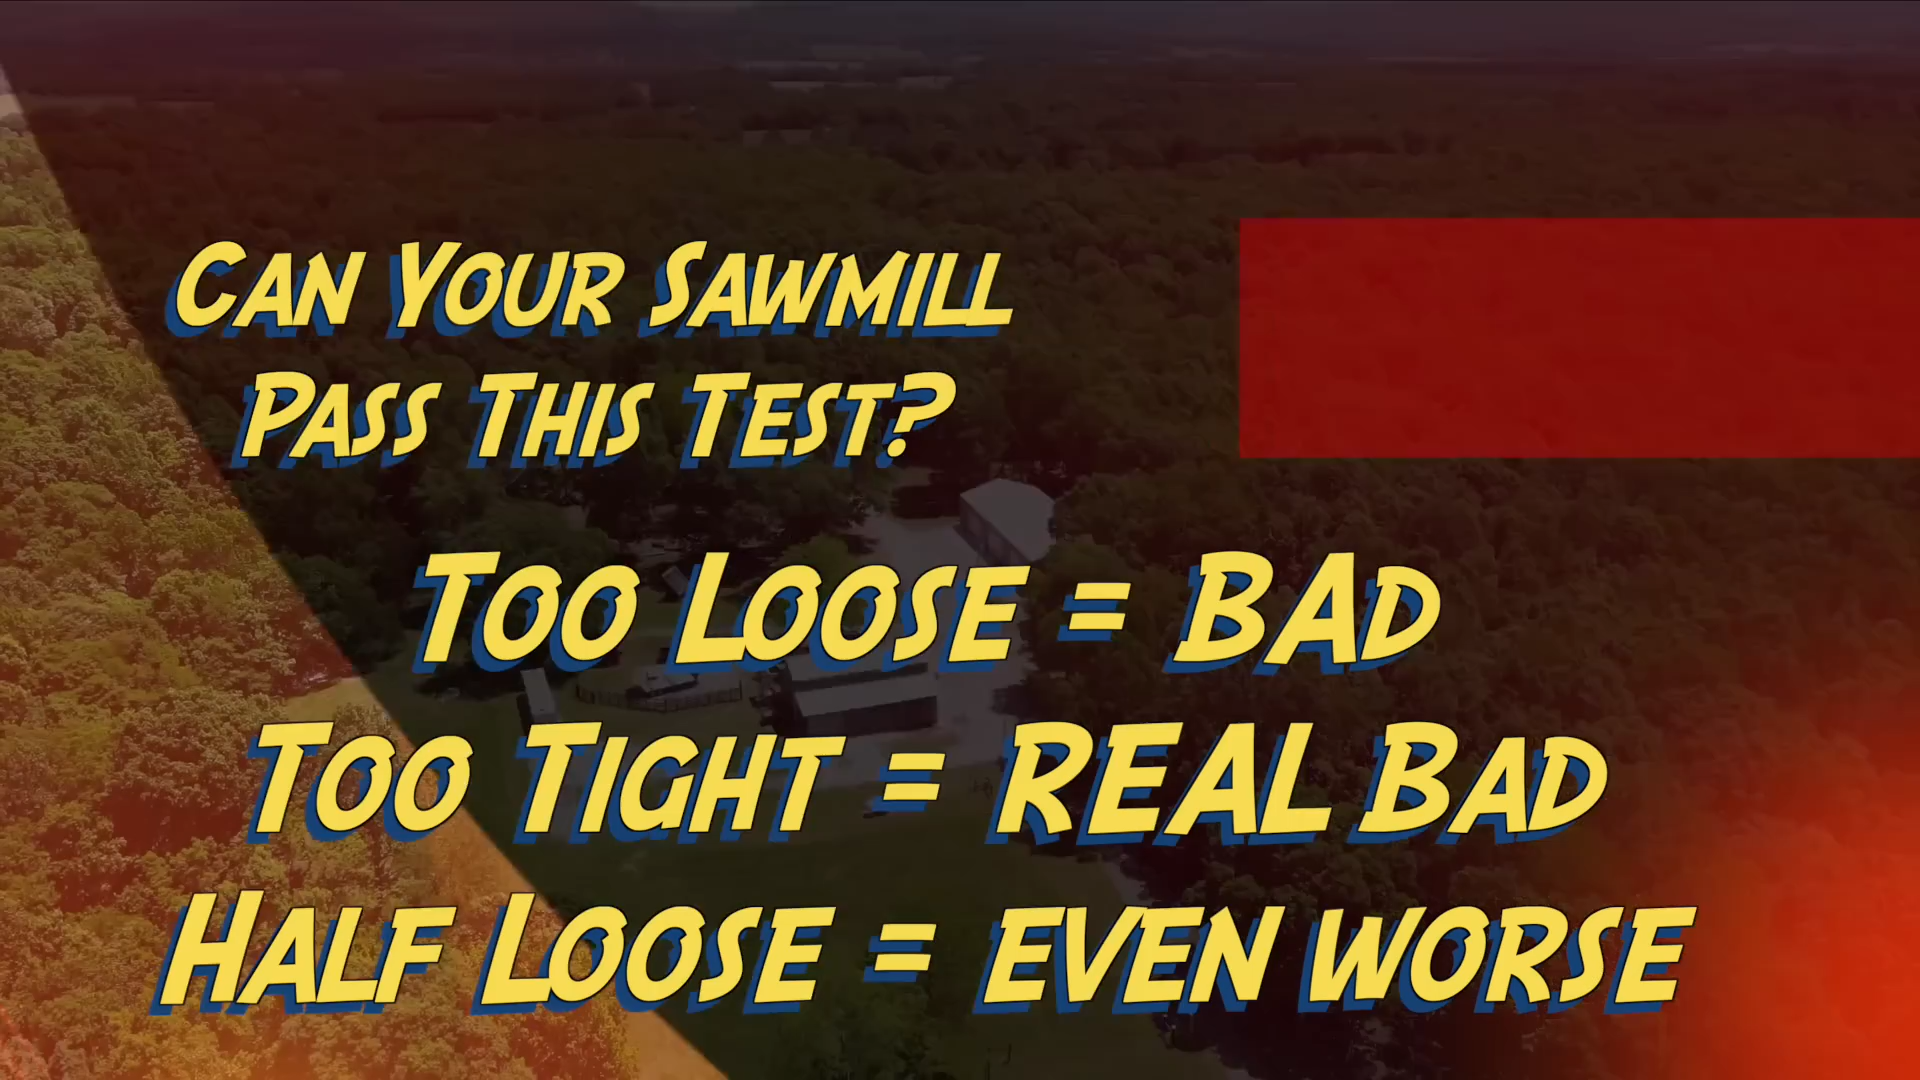 Can Your Sawmill
Pass This Test?
Too Loose = BAD
Too Tight = REAL Bad
Half Loose = EVEN WORSE